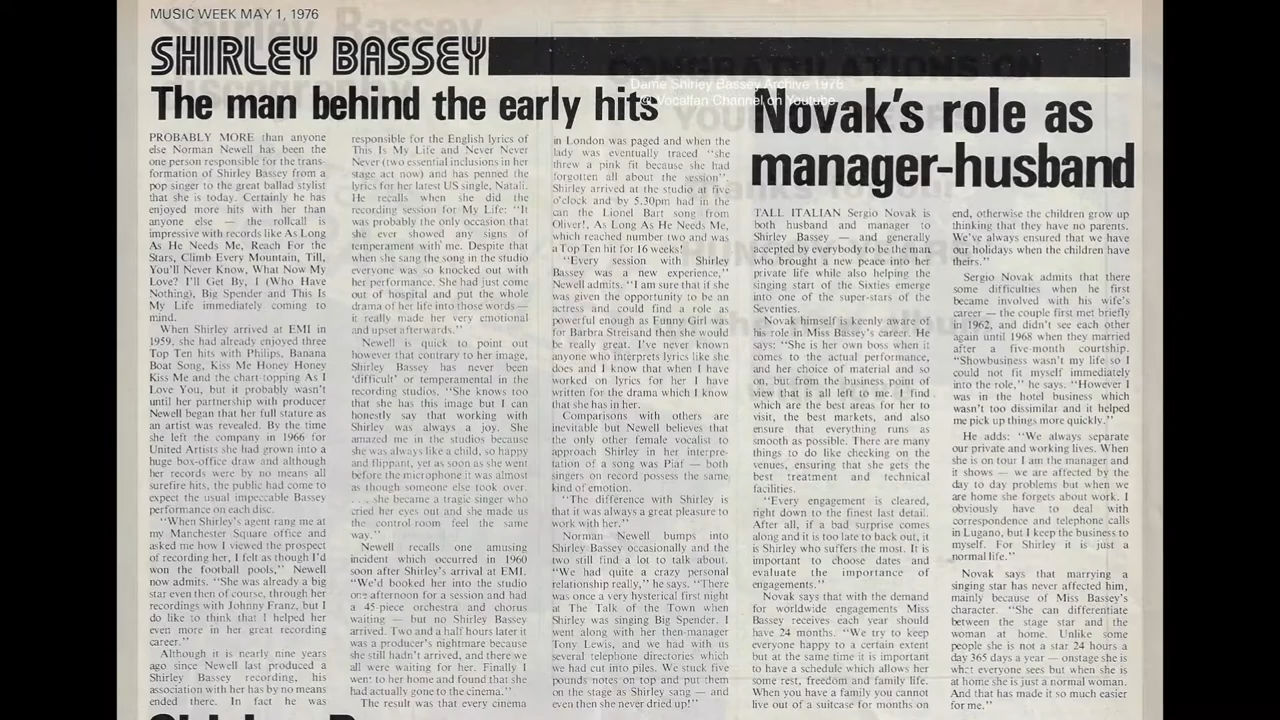 MUSIC WEEK MAY 1, 1976
SHIRLEY BASSEY
Dame Shirley Bassey Archive 1976
@ Vocalfan Channel on Youtube
The man behind the early hits
PROBABLY MORE than anyone
else Norman Newell has been the
one person responsible for the trans-
formation of Shirley Bassey from a
pop singer to the great ballad stylist
that she is today. Certainly he has
enjoyed more hits with her than
anyone else — the rollcall is
impressive with records like As Long
As He Needs Me, Reach For the
Stars, Climb Every Mountain, Till,
You'll Never Know, What Now My
Love? I'll Get By, I (Who Have
Nothing), Big Spender and This Is
My Life immediately coming to
mind.
When Shirley arrived at EMI in
1959, she had already enjoyed three
Top Ten hits with Philips, Banana
Boat Song, Kiss Me Honey Honey
Kiss Me and the chart-topping As I
Love You, but it probably wasn't
until her partnership with producer
Newell began that her full stature as
an artist was revealed. By the time
she left the company in 1966 for
United Artists she had grown into a
huge box-office draw and although
her records were by no means all
surefire hits, the public had come to
expect the usual impeccable Bassey
performance on each disc.
"When Shirley's agent rang me at
my Manchester Square office and
asked me how I viewed the prospect
of recording her, I felt as though I'd
won the football pools," Newell
now admits. "She was already a big
star even then of course, through her
recordings with Johnny Franz, but I
do like to think that I helped her
even more in her great recording
career."
Although it is nearly nine years
ago since Newell last produced a
Shirley Bassey recording, his
association with her has by no means
ended there. In fact he was
responsible for the English lyrics of
This Is My Life and Never Never
Never (two essential inclusions in her
stage act now) and has penned the
lyrics for her latest US single, Natali.
He recalls when she did the
recording session for My Life: "It
was probably the only occasion that
she ever showed any signs of
temperament with me. Despite that
when she sang the song in the studio
everyone was so knocked out with
her performance. She had just come
out of hospital and put the whole
drama of her life into those words —
it really made her very emotional
and upset afterwards."
Newell is quick to point out
however that contrary to her image,
Shirley Bassey has never been
'difficult' or temperamental in the
recording studios. "She knows too
that she has this image but I can
honestly say that working with
Shirley was always a joy. She
amazed me in the studios because
she was always like a child, so happy
and flippant, yet as soon as she went
before the microphone it was almost
as though someone else took over.
. . . she became a tragic singer who
cried her eyes out and she made us
the control room feel the same
way."
Newell recalls one amusing
incident which occurred in 1960
soon after Shirley's arrival at EMI.
"We'd booked her into the studio
one afternoon for a session and had
a 45-piece orchestra and chorus
waiting — but no Shirley Bassey
arrived. Two and a half hours later it
was a producer's nightmare because
she still hadn't arrived, and there we
all were waiting for her. Finally I
went to her home and found that she
had actually gone to the cinema."
The result was that every cinema
in London was paged and when the
lady was eventually traced "she
threw a pink fit because she had
forgotten all about the session".
Shirley arrived at the studio at five
o'clock and by 5.30pm had in the
can the Lionel Bart song from
Oliver!, As Long As He Needs Me,
which reached number two and was
a Top Ten hit for 16 weeks!
"Every session with Shirley
Bassey was a new experience,"
Newell admits. "I am sure that if she
was given the opportunity to be an
actress and could find a role as
powerful enough as Funny Girl was
for Barbra Streisand then she would
be really great. I've never known
anyone who interprets lyrics like she
does and I know that when I have
worked on lyrics for her I have
written for the drama which I know
that she has in her.
Comparisons with others are
inevitable but Newell believes that
the only other female vocalist to
approach Shirley in her interpre-
tation of a song was Piaf — both
singers on record possess the same
kind of emotion.
"The difference with Shirley is
that it was always a great pleasure to
work with her."
Norman Newell bumps into
Shirley Bassey occasionally and the
two still find a lot to talk about.
"We had quite a crazy personal
relationship really," he says. "There
was once a very hysterical first night
at The Talk of the Town when
Shirley was singing Big Spender. I
went along with her then-manager
Tony Lewis, and we had with us
several telephone directories which
we had cut into piles. We stuck five
pounds notes on top and put them
on the stage as Shirley sang — and
even then she never dried up!"
Novak's role as
manager-husband
TALL ITALIAN Sergio Novak is
both husband and manager to
Shirley Bassey — and generally
accepted by everybody to be the man
who brought a new peace into her
private life while also helping the
singing start of the Sixties emerge
into one of the super-stars of the
Seventies.
Novak himself is keenly aware of
his role in Miss Bassey's career. He
says: "She is her own boss when it
comes to the actual performance,
and her choice of material and so
on, but from the business point of
view that is all left to me. I find
which are the best areas for her to
visit, the best markets, and also
ensure that everything runs as
smooth as possible. There are many
things to do like checking on the
venues, ensuring that she gets the
best treatment and technical
facilities.
"Every engagement is cleared,
right down to the finest last detail.
After all, if a bad surprise comes
along and it is too late to back out, it
is Shirley who suffers the most. It is
important to choose dates and
evaluate the importance of
engagements."
Novak says that with the demand
for worldwide engagements Miss
Bassey receives each year should
have 24 months. "We try to keep
everyone happy to a certain extent
but at the same time it is important
to have a schedule which allows her
some rest, freedom and family life.
When you have a family you cannot
live out of a suitcase for months on
end, otherwise the children grow up
thinking that they have no parents.
We've always ensured that we have
our holidays when the children have
theirs."
Sergio Novak admits that there
some difficulties when he first
became involved with his wife's
career — the couple first met briefly
in 1962, and didn't see each other
again until 1968 when they married
after a five-month courtship.
"Showbusiness wasn't my life so I
could not fit myself immediately
into the role," he says. "However I
was in the hotel business which
wasn't too dissimilar and it helped
me pick up things more quickly."
He adds: "We always separate
our private and working lives. When
she is on tour I am the manager and
it shows — we are affected by the
day to day problems but when we
are home she forgets about work. I
obviously have to deal with
correspondence and telephone calls
in Lugano, but I keep the business to
myself. For Shirley it is just a
normal life."
Novak says that marrying a
singing star has never affected him,
mainly because of Miss Bassey's
character. "She can differentiate
between the stage star and the
woman at home. Unlike some
people she is not a star 24 hours a
day 365 days a year — onstage she is
what everyone sees but when she is
at home she is just a normal woman.
And that has made it so much easier
for me."